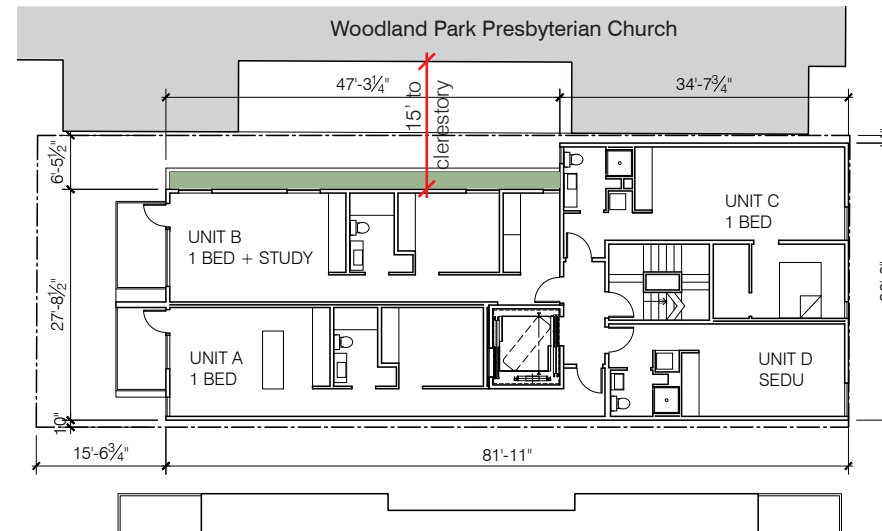 Woodland Park Presbyterian Church
47'-3¼"
34'-7¾"
15' to
clerestory
6'-5½"
UNIT C
1 BED
UNIT B
1 BED + STUDY
27'-8½"
UNIT A
1 BED
UNIT D
SEDU
10"
15'-6¾"
81'-11"